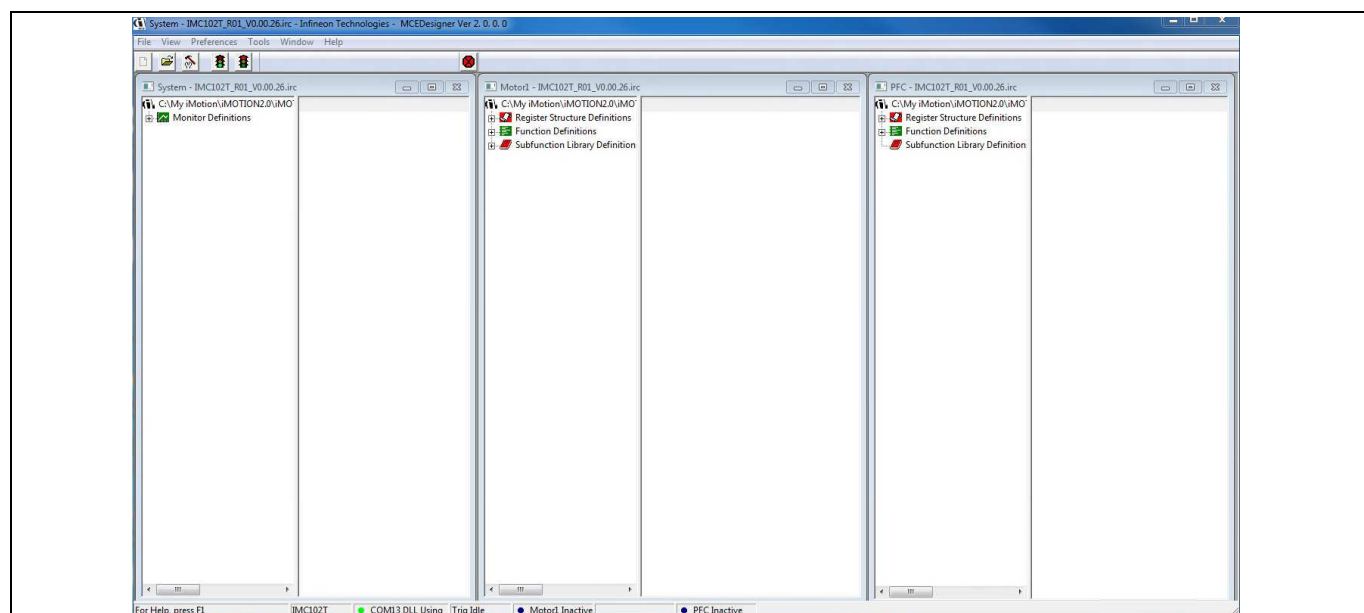 System - IMC102T_R01_V0.00.26.irc - Infineon Technologies - MCEDesigner Ver 2. 0. 0. 0
File View Preferences Tools Window Help
System - IMC102T_R01_V0.00.26.irc
C:\My iMotion\iMOTION2.0\iMO
Monitor Definitions
Motor1 - IMC102T_R01_V0.00.26.irc
C:\My iMotion\iMOTION2.0\iMO
Register Structure Definitions
Function Definitions
Subfunction Library Definition
PFC - IMC102T_R01_V0.00.26.irc
C:\My iMotion\iMOTION2.0\iMO
Register Structure Definitions
Function Definitions
Subfunction Library Definition
For Help, press F1 IMC102T COM13 DLL Using Trig Idle Motor1 Inactive PFC Inactive